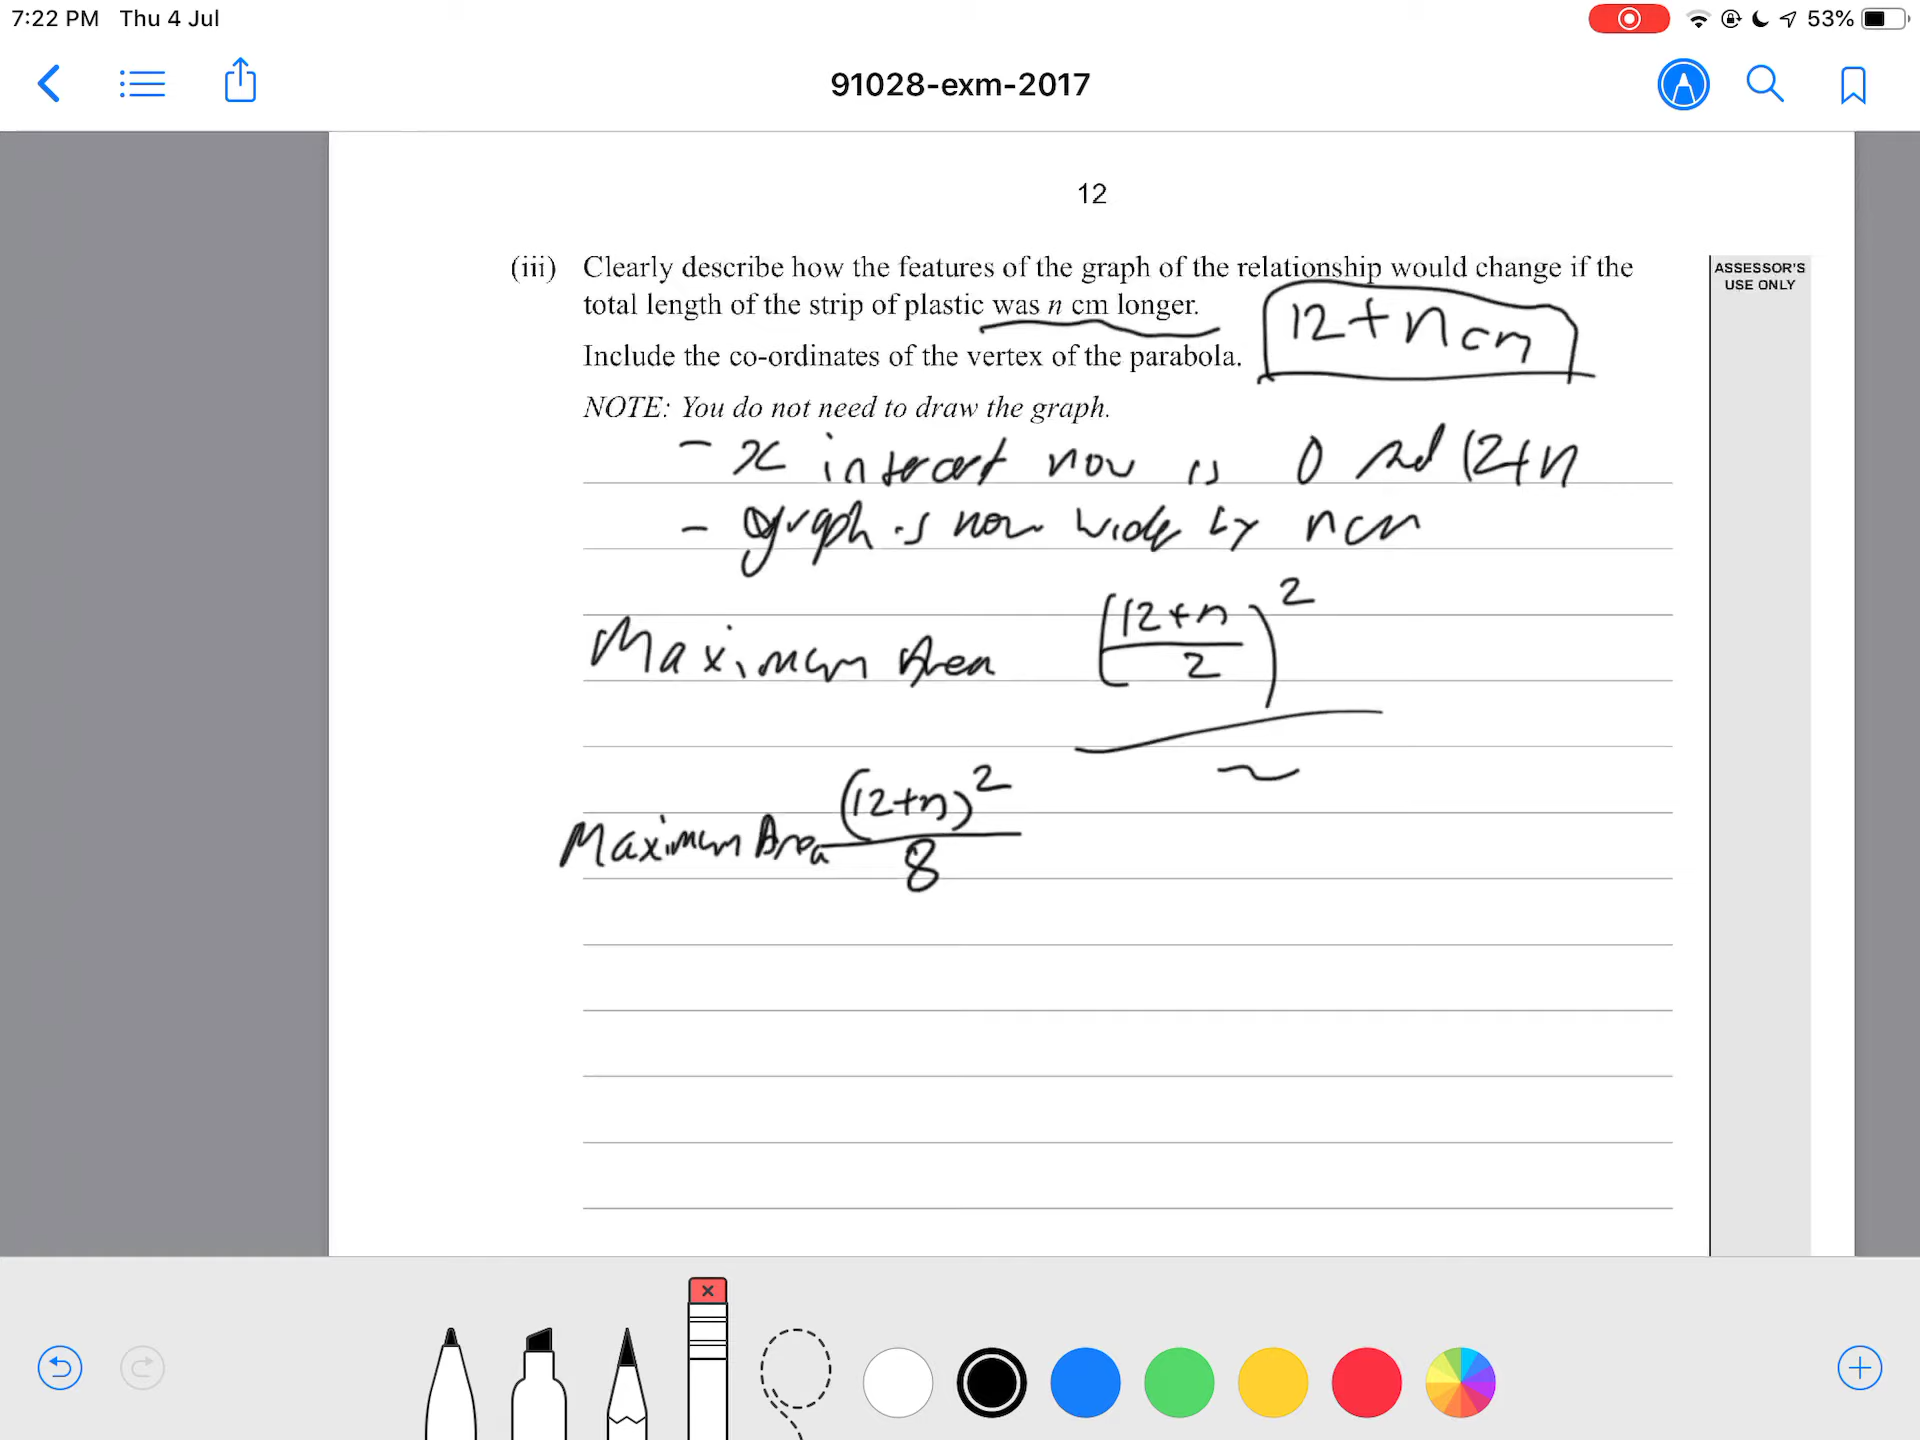 7:22 PM Thu 4 Jul
53%
91028-exm-2017
12
(iii) Clearly describe how the features of the graph of the relationship would change if the
total length of the strip of plastic was n cm longer.
12+n cm
Include the co-ordinates of the vertex of the parabola.
NOTE: You do not need to draw the graph.
ASSESSOR'S
USE ONLY
- x intercept now is 0 and 12+n
- graph is now wide by n cm
Maximum Area ((12+n)/2)^2
2
Maximum Area (12+n)^2
8